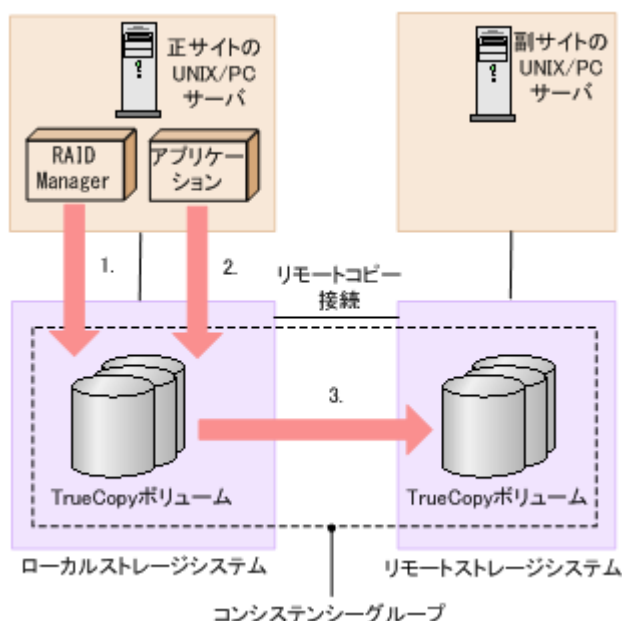 正サイトの
UNIX/PC
サーバ
副サイトの
UNIX/PC
サーバ
RAID
Manager
アプリケー
ション
1.
2.
リモートコピー
接続
3.
TrueCopyボリューム
TrueCopyボリューム
ローカルストレージシステム
リモートストレージシステム
コンシステンシーグループ